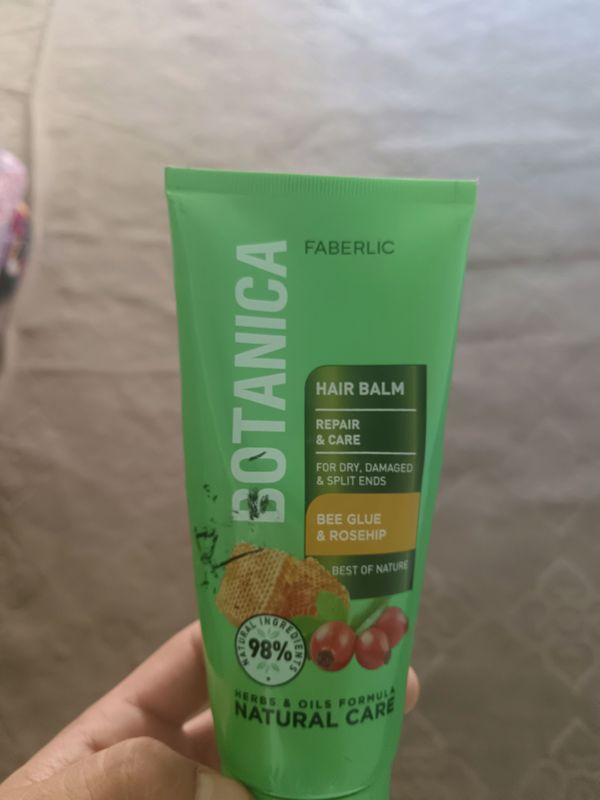 FABERLIC
BOTANICA
HAIR BALM
REPAIR
& CARE
FOR DRY, DAMAGED
& SPLIT ENDS
BEE GLUE
& ROSEHIP
BEST OF NATURE
NATURAL INGREDIENTS
98%
HERBS & OILS FORMULA
NATURAL CARE